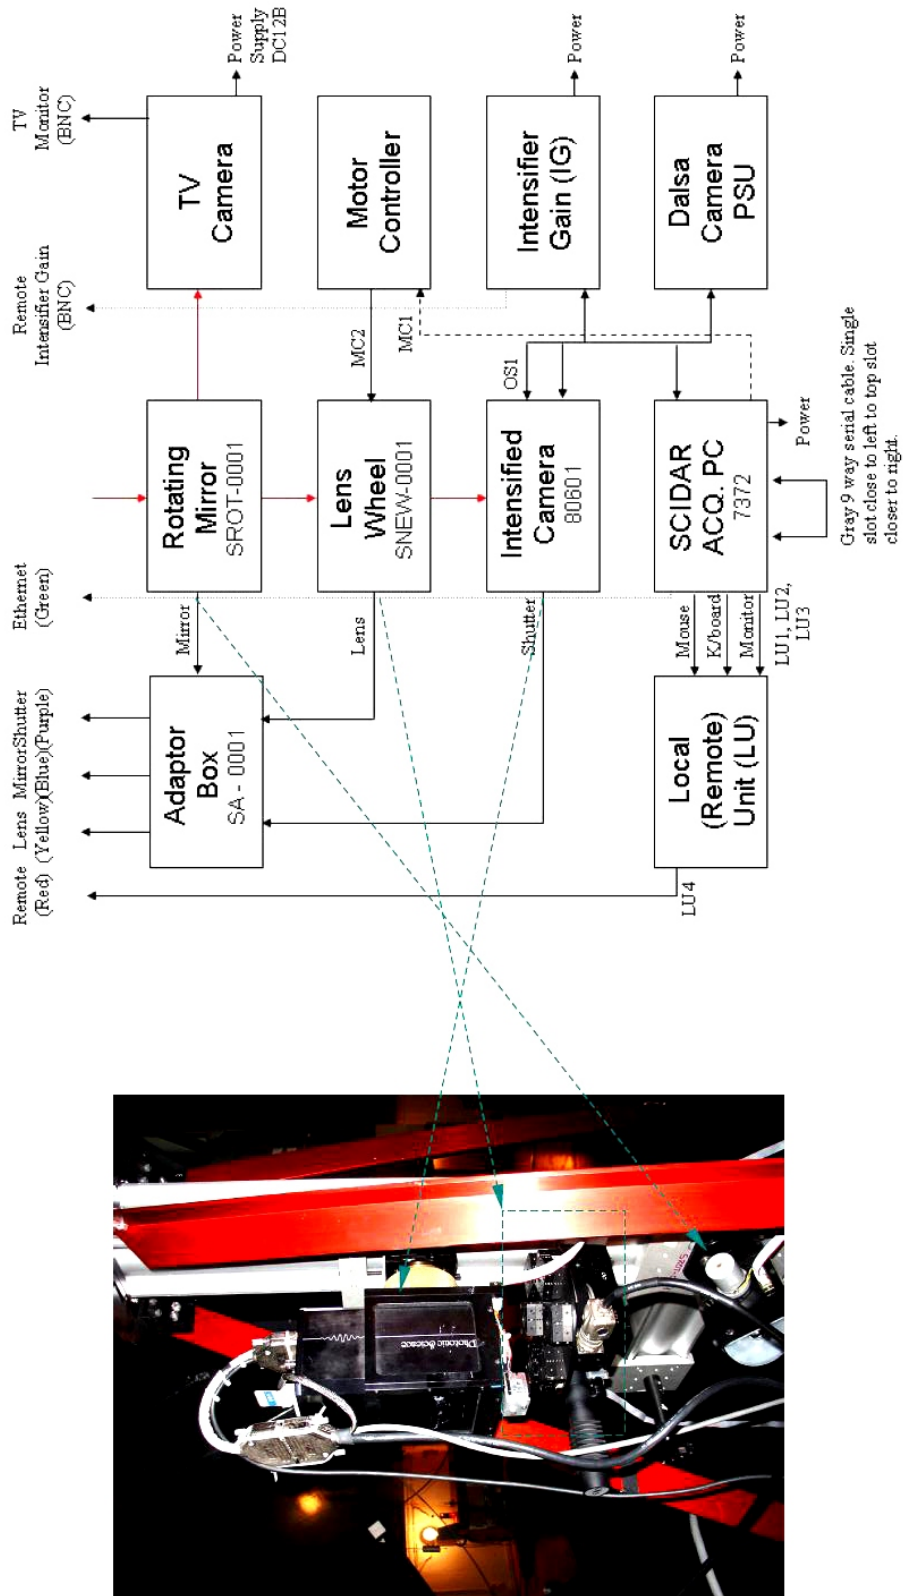 Remote
(Red)
Lens
(Yellow)
Mirror
(Blue)
Shutter
(Purple)
Ethernet
(Green)
Remote
Intensifier Gain
(BNC)
TV
Monitor
(BNC)
Adaptor
Box
SA - 0001
Mirror
Rotating
Mirror
SROT-0001
TV
Camera
Power
Supply
DC12B
Lens
Lens
Wheel
SNEW-0001
MC2
Motor
Controller
MC1
Shutter
Intensified
Camera
80601
OS1
Intensifier
Gain (IG)
Power
LU4
Local
(Remote)
Unit (LU)
Mouse
K/board
Monitor
LU1, LU2,
LU3
SCIDAR
ACQ. PC
7372
Power
Dalsa
Camera
PSU
Power
Gray 9 way serial cable. Single
slot close to left to top slot
closer to right.
Photonic Science